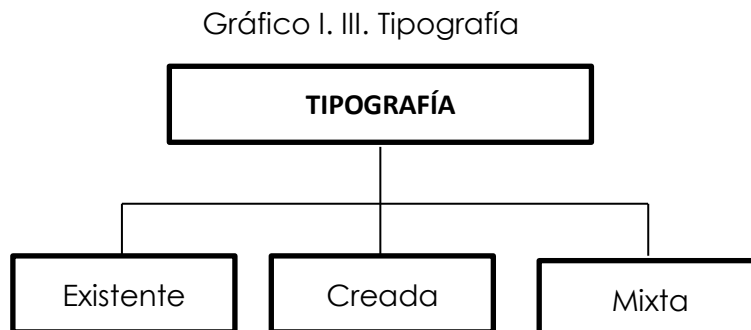 Gráfico I. III. Tipografía
TIPOGRAFÍA
Existente
Creada
Mixta